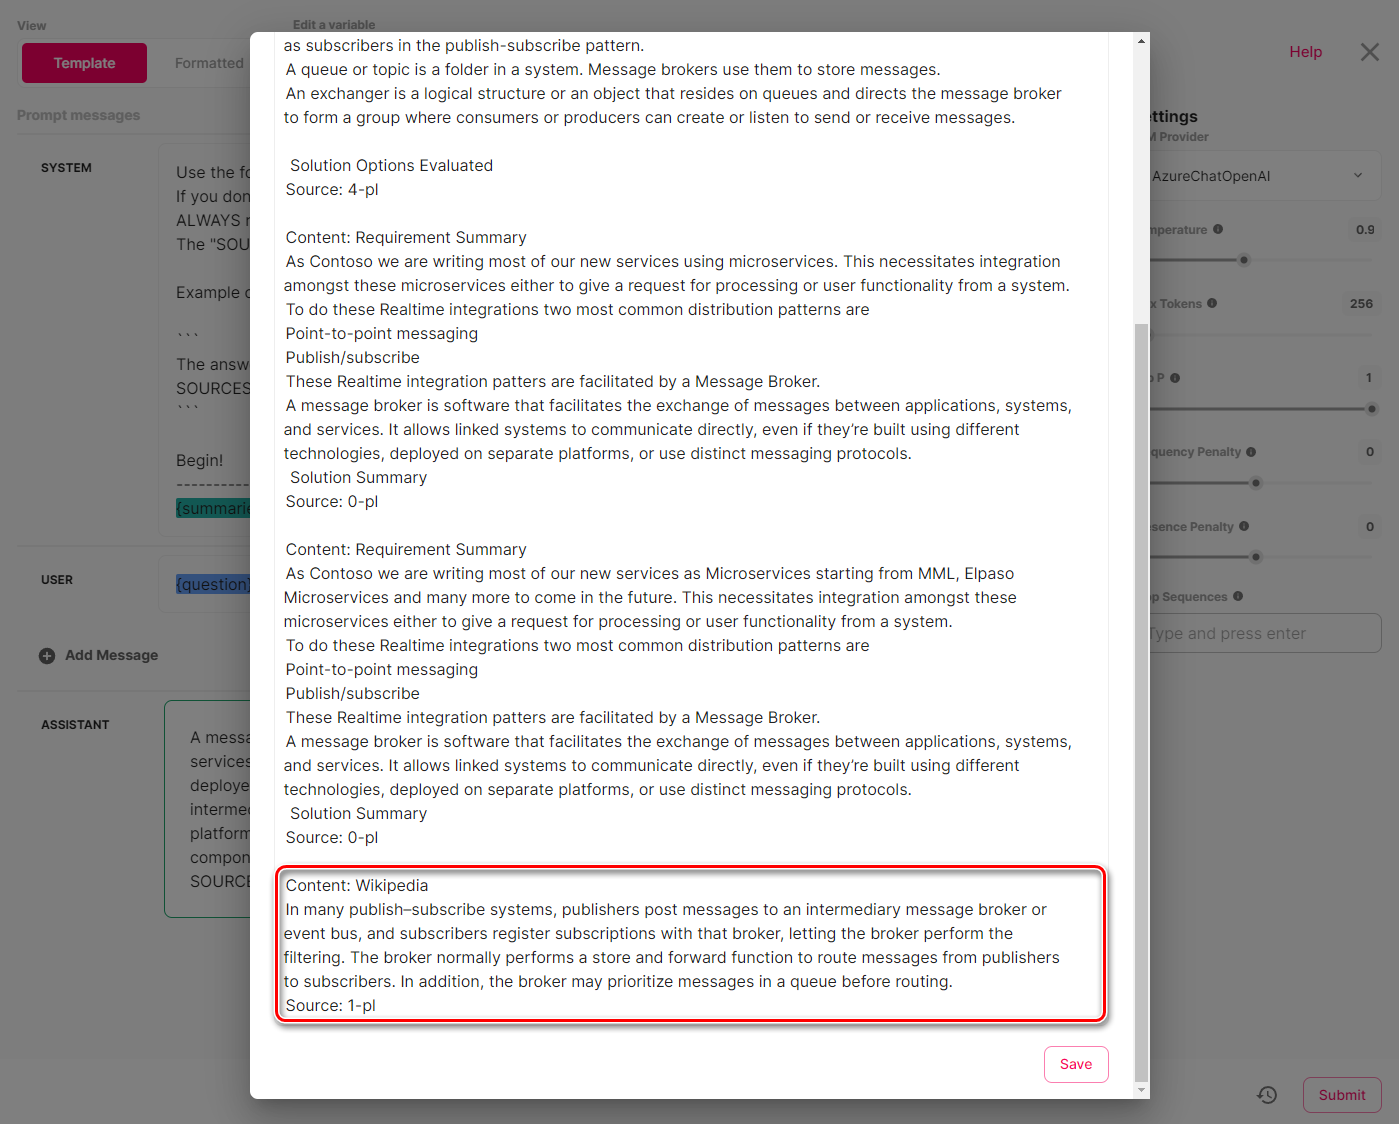 View
Edit a variable
Template
Formatted
Help
Prompt messages
SYSTEM
Use the fo
If you don
ALWAYS r
The "SOU
Example o
```
The answ
SOURCES
```
Begin!
{summarie
USER
{question}
Add Message
ASSISTANT
A messa
services
deploye
interme
platform
compon
SOURCE
as subscribers in the publish-subscribe pattern.
A queue or topic is a folder in a system. Message brokers use them to store messages.
An exchanger is a logical structure or an object that resides on queues and directs the message broker
to form a group where consumers or producers can create or listen to send or receive messages.
Solution Options Evaluated
Source: 4-pl
Content: Requirement Summary
As Contoso we are writing most of our new services using microservices. This necessitates integration
amongst these microservices either to give a request for processing or user functionality from a system.
To do these Realtime integrations two most common distribution patterns are
Point-to-point messaging
Publish/subscribe
These Realtime integration patters are facilitated by a Message Broker.
A message broker is software that facilitates the exchange of messages between applications, systems,
and services. It allows linked systems to communicate directly, even if they’re built using different
technologies, deployed on separate platforms, or use distinct messaging protocols.
Solution Summary
Source: 0-pl
Content: Requirement Summary
As Contoso we are writing most of our new services as Microservices starting from MML, Elpaso
Microservices and many more to come in the future. This necessitates integration amongst these
microservices either to give a request for processing or user functionality from a system.
To do these Realtime integrations two most common distribution patterns are
Point-to-point messaging
Publish/subscribe
These Realtime integration patters are facilitated by a Message Broker.
A message broker is software that facilitates the exchange of messages between applications, systems,
and services. It allows linked systems to communicate directly, even if they’re built using different
technologies, deployed on separate platforms, or use distinct messaging protocols.
Solution Summary
Source: 0-pl
Content: Wikipedia
In many publish–subscribe systems, publishers post messages to an intermediary message broker or
event bus, and subscribers register subscriptions with that broker, letting the broker perform the
filtering. The broker normally performs a store and forward function to route messages from publishers
to subscribers. In addition, the broker may prioritize messages in a queue before routing.
Source: 1-pl
Save
ettings
M Provider
AzureChatOpenAI
mperature 0.9
x Tokens 256
p P 1
quency Penalty 0
esence Penalty 0
op Sequences
Type and press enter
Submit